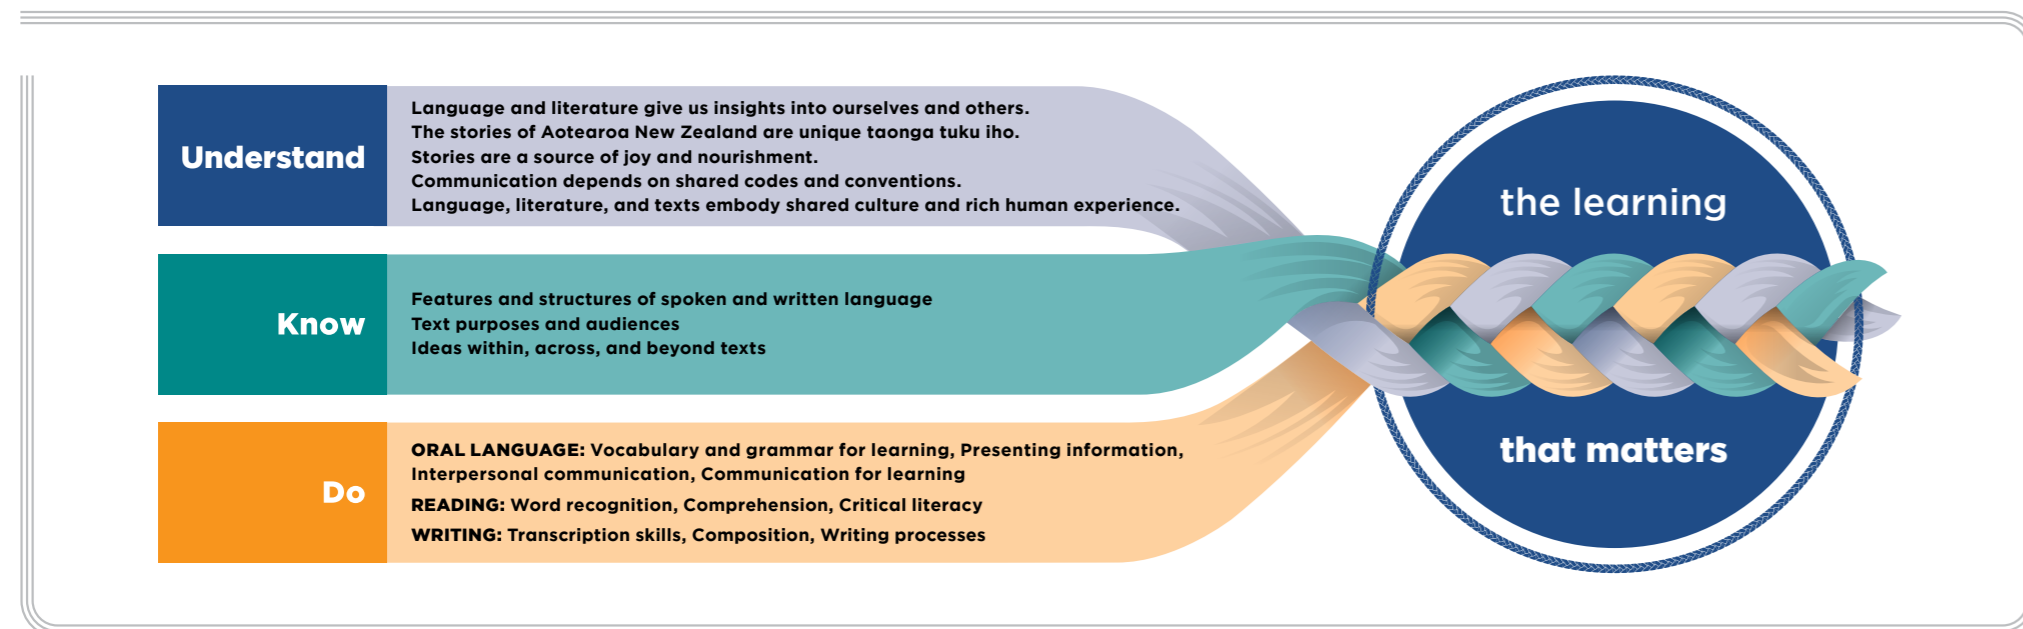 Understand
Language and literature give us insights into ourselves and others.
The stories of Aotearoa New Zealand are unique taonga tuku iho.
Stories are a source of joy and nourishment.
Communication depends on shared codes and conventions.
Language, literature, and texts embody shared culture and rich human experience.
Know
Features and structures of spoken and written language
Text purposes and audiences
Ideas within, across, and beyond texts
Do
ORAL LANGUAGE: Vocabulary and grammar for learning, Presenting information,
Interpersonal communication, Communication for learning
READING: Word recognition, Comprehension, Critical literacy
WRITING: Transcription skills, Composition, Writing processes
the learning
that matters